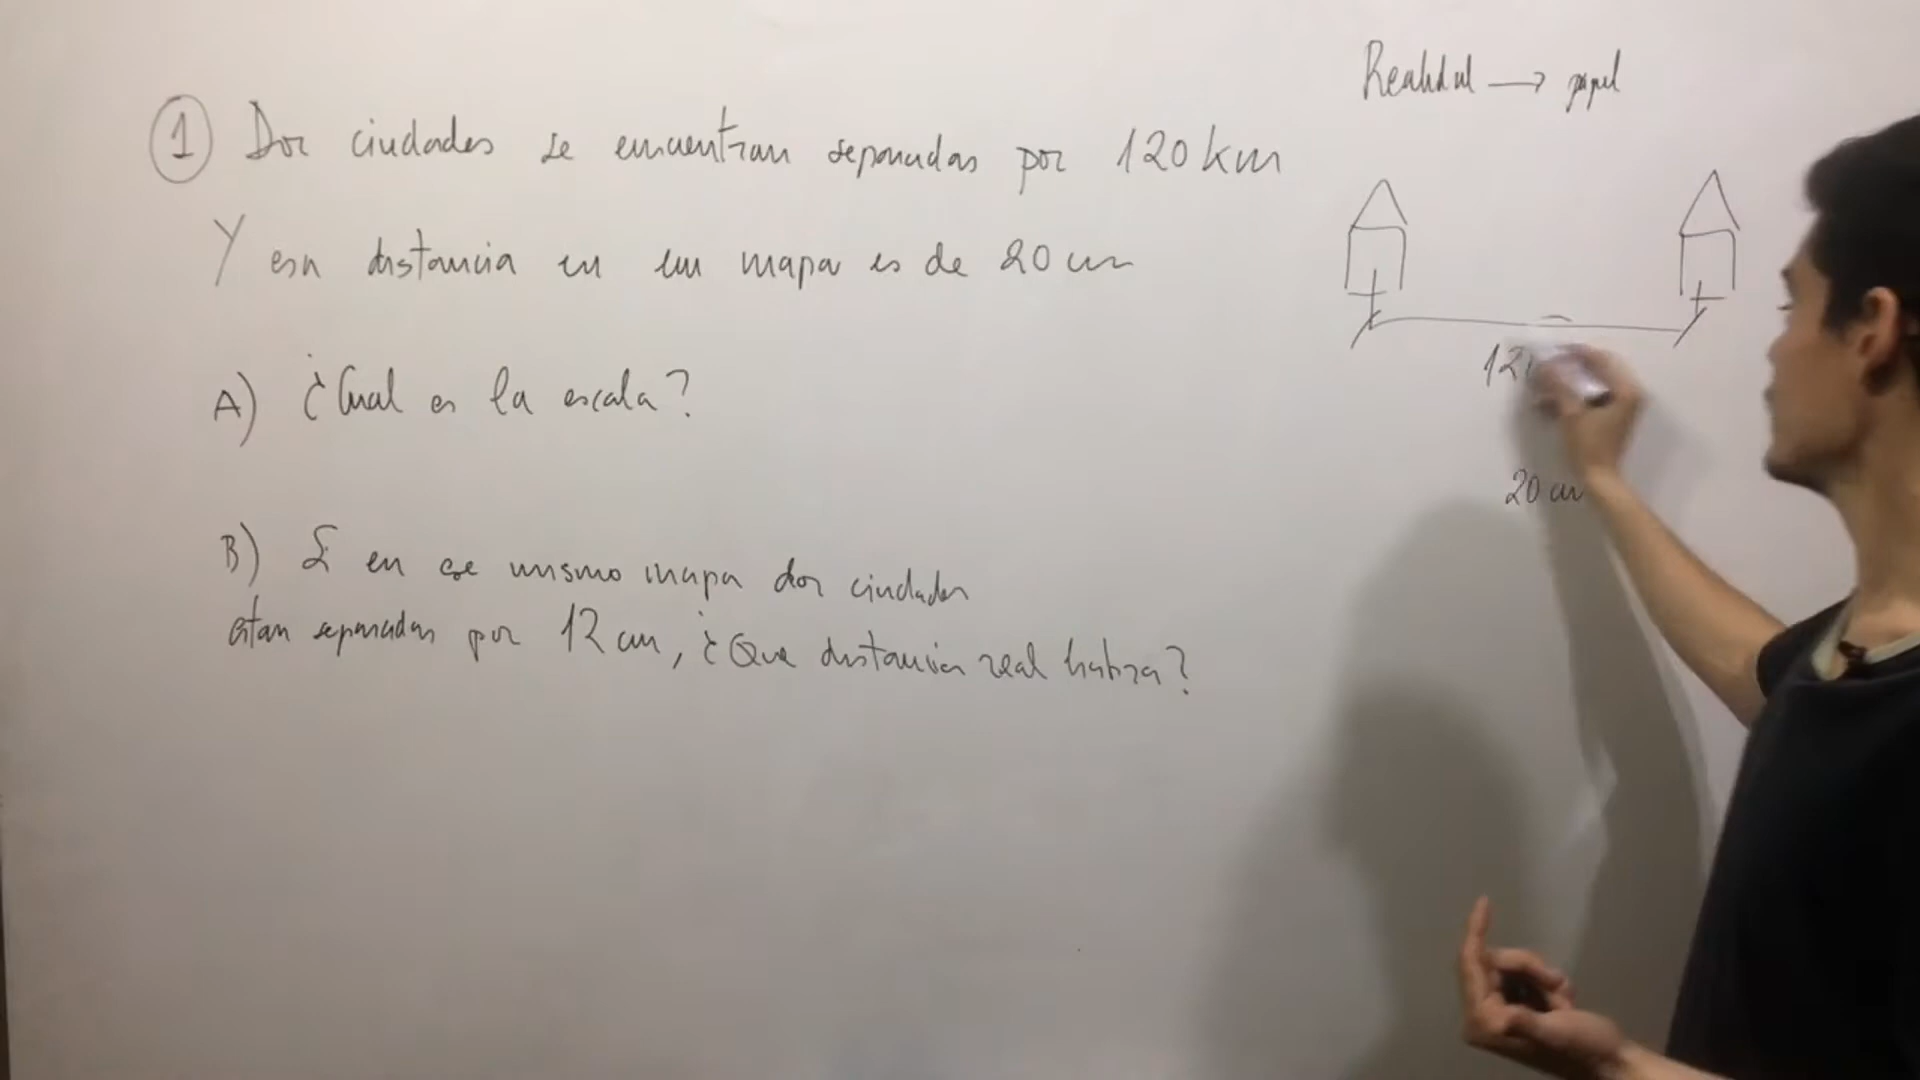 1 Dos ciudades se encuentran separadas por 120 km
Y esa distancia en un mapa es de 20 cm
A) ¿Cual es la escala?
B) Si en ese mismo mapa dos ciudades
estan separadas por 12 cm, ¿Que distancia real habra?
Realidad → papel
12
20 cm